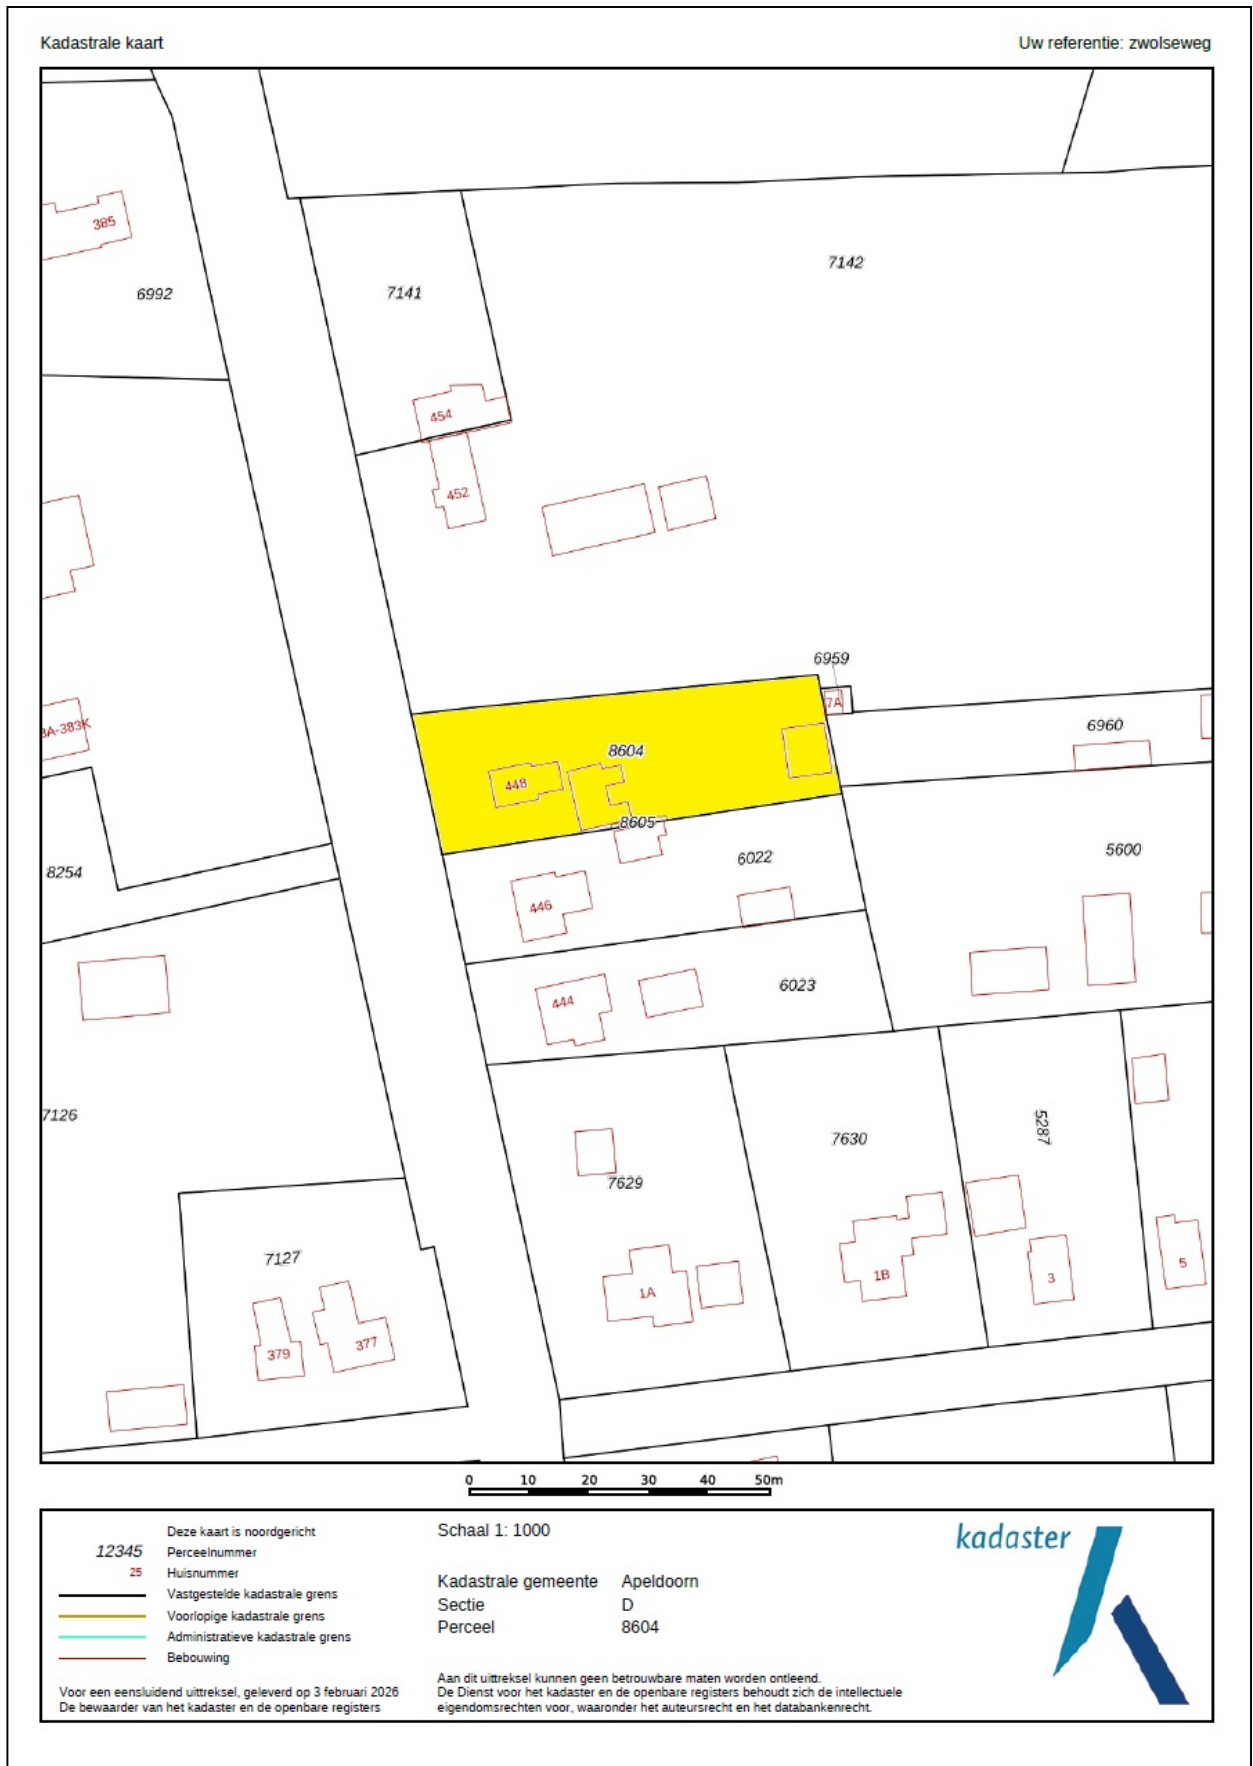 Kadastrale kaart
Uw referentie: zwolseweg
385
6992
7141
7142
454
452
6959
7A
6960
8604
448
8605
3A-383K
8254
6022
5600
446
6023
444
7126
5287
7630
7629
7127
1B
1A
3
5
379
377
0 10 20 30 40 50m
Deze kaart is noordgericht
12345 Perceelnummer
25 Huisnummer
Vastgestelde kadastrale grens
Voorlopige kadastrale grens
Administratieve kadastrale grens
Bebouwing
Voor een eensluidend uittreksel, geleverd op 3 februari 2026
De bewaarder van het kadaster en de openbare registers
Schaal 1: 1000
Kadastrale gemeente Apeldoorn
Sectie D
Perceel 8604
Aan dit uittreksel kunnen geen betrouwbare maten worden ontleend.
De Dienst voor het kadaster en de openbare registers behoudt zich de intellectuele
eigendomsrechten voor, waaronder het auteursrecht en het databankenrecht.
kadaster